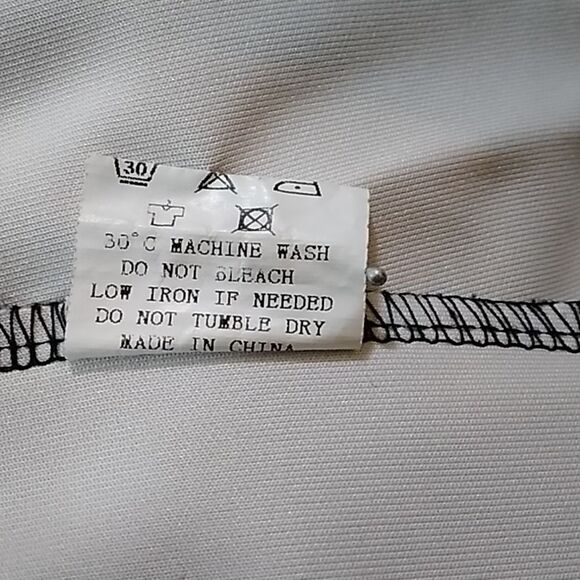 30
30°C MACHINE WASH
DO NOT BLEACH
LOW IRON IF NEEDED
DO NOT TUMBLE DRY
MADE IN CHINA